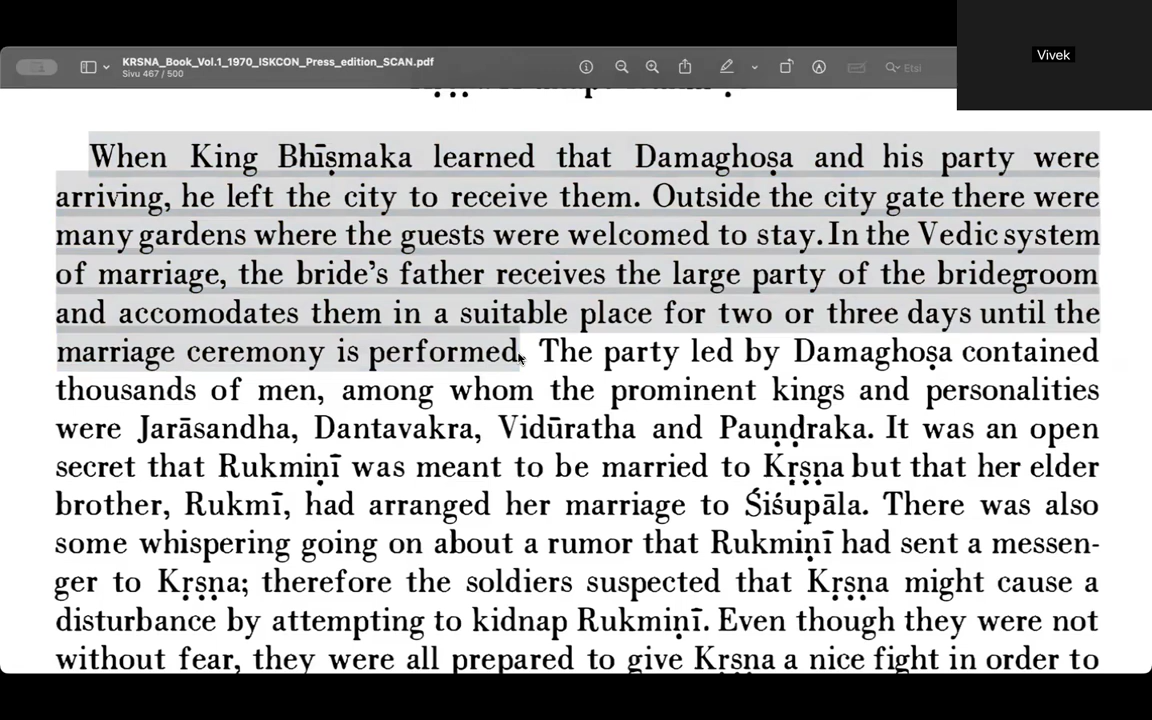 Vivek
KRSNA_Book_Vol.1_1970_ISKCON_Press_edition_SCAN.pdf
Sivu 467 / 500
Etsi
When King Bhīṣmaka learned that Damaghoṣa and his party were
arriving, he left the city to receive them. Outside the city gate there were
many gardens where the guests were welcomed to stay. In the Vedic system
of marriage, the bride’s father receives the large party of the bridegroom
and accomodates them in a suitable place for two or three days until the
marriage ceremony is performed. The party led by Damaghoṣa contained
thousands of men, among whom the prominent kings and personalities
were Jarāsandha, Dantavakra, Vidūratha and Pauṇḍraka. It was an open
secret that Rukmiṇī was meant to be married to Kṛṣṇa but that her elder
brother, Rukmī, had arranged her marriage to Śiśupāla. There was also
some whispering going on about a rumor that Rukmiṇī had sent a messen-
ger to Kṛṣṇa; therefore the soldiers suspected that Kṛṣṇa might cause a
disturbance by attempting to kidnap Rukmiṇī. Even though they were not
without fear, they were all prepared to give Kṛṣṇa a nice fight in order to